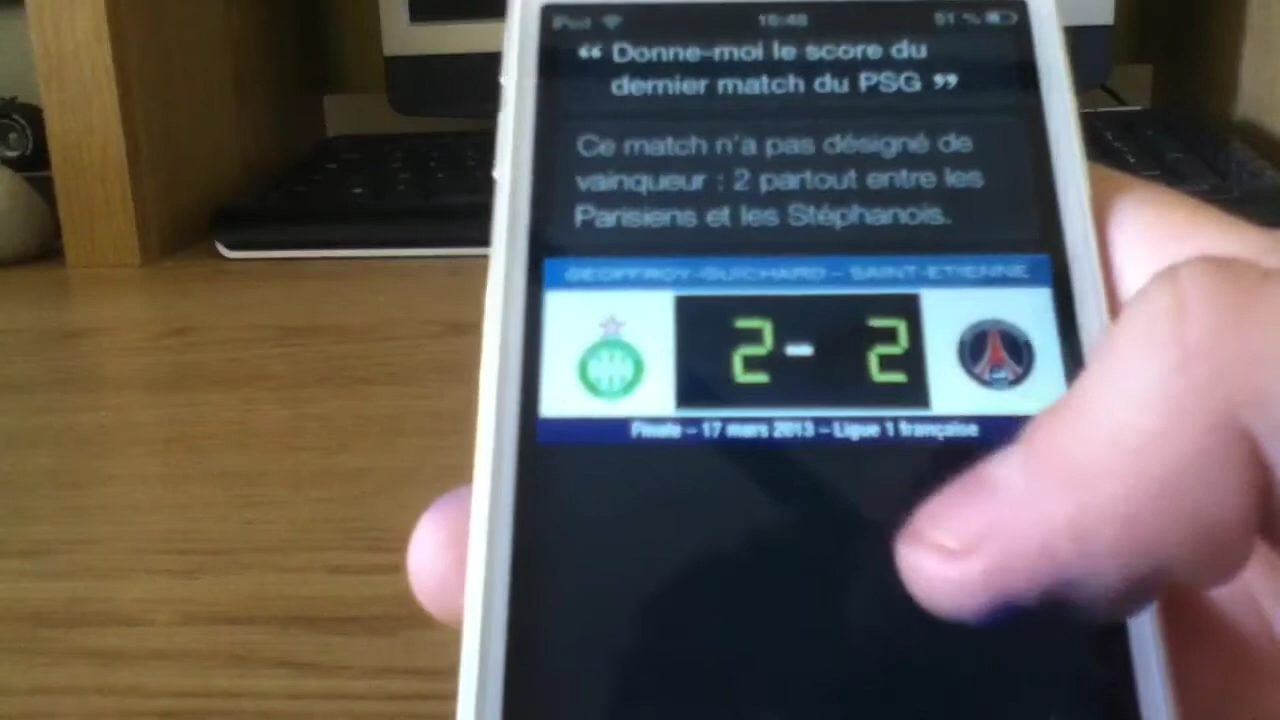 iPod 15:48 51 %
“ Donne-moi le score du
dernier match du PSG ”
Ce match n'a pas désigné de
vainqueur : 2 partout entre les
Parisiens et les Stéphanois.
GEOFFROY-GUICHARD - SAINT-ETIENNE
2 - 2
Finale - 17 mars 2013 - Ligue 1 française